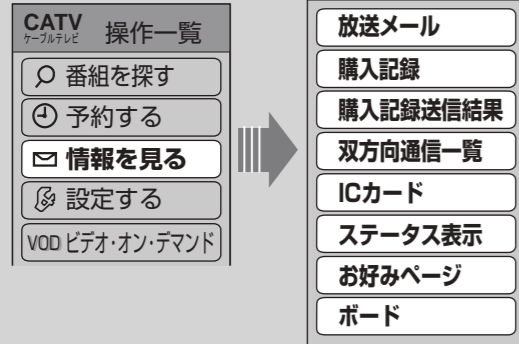 CATV
ケーブルテレビ
操作一覧
番組を探す
予約する
情報を見る
設定する
VOD ビデオ・オン・デマンド
放送メール
購入記録
購入記録送信結果
双方向通信一覧
ICカード
ステータス表示
お好みページ
ボード